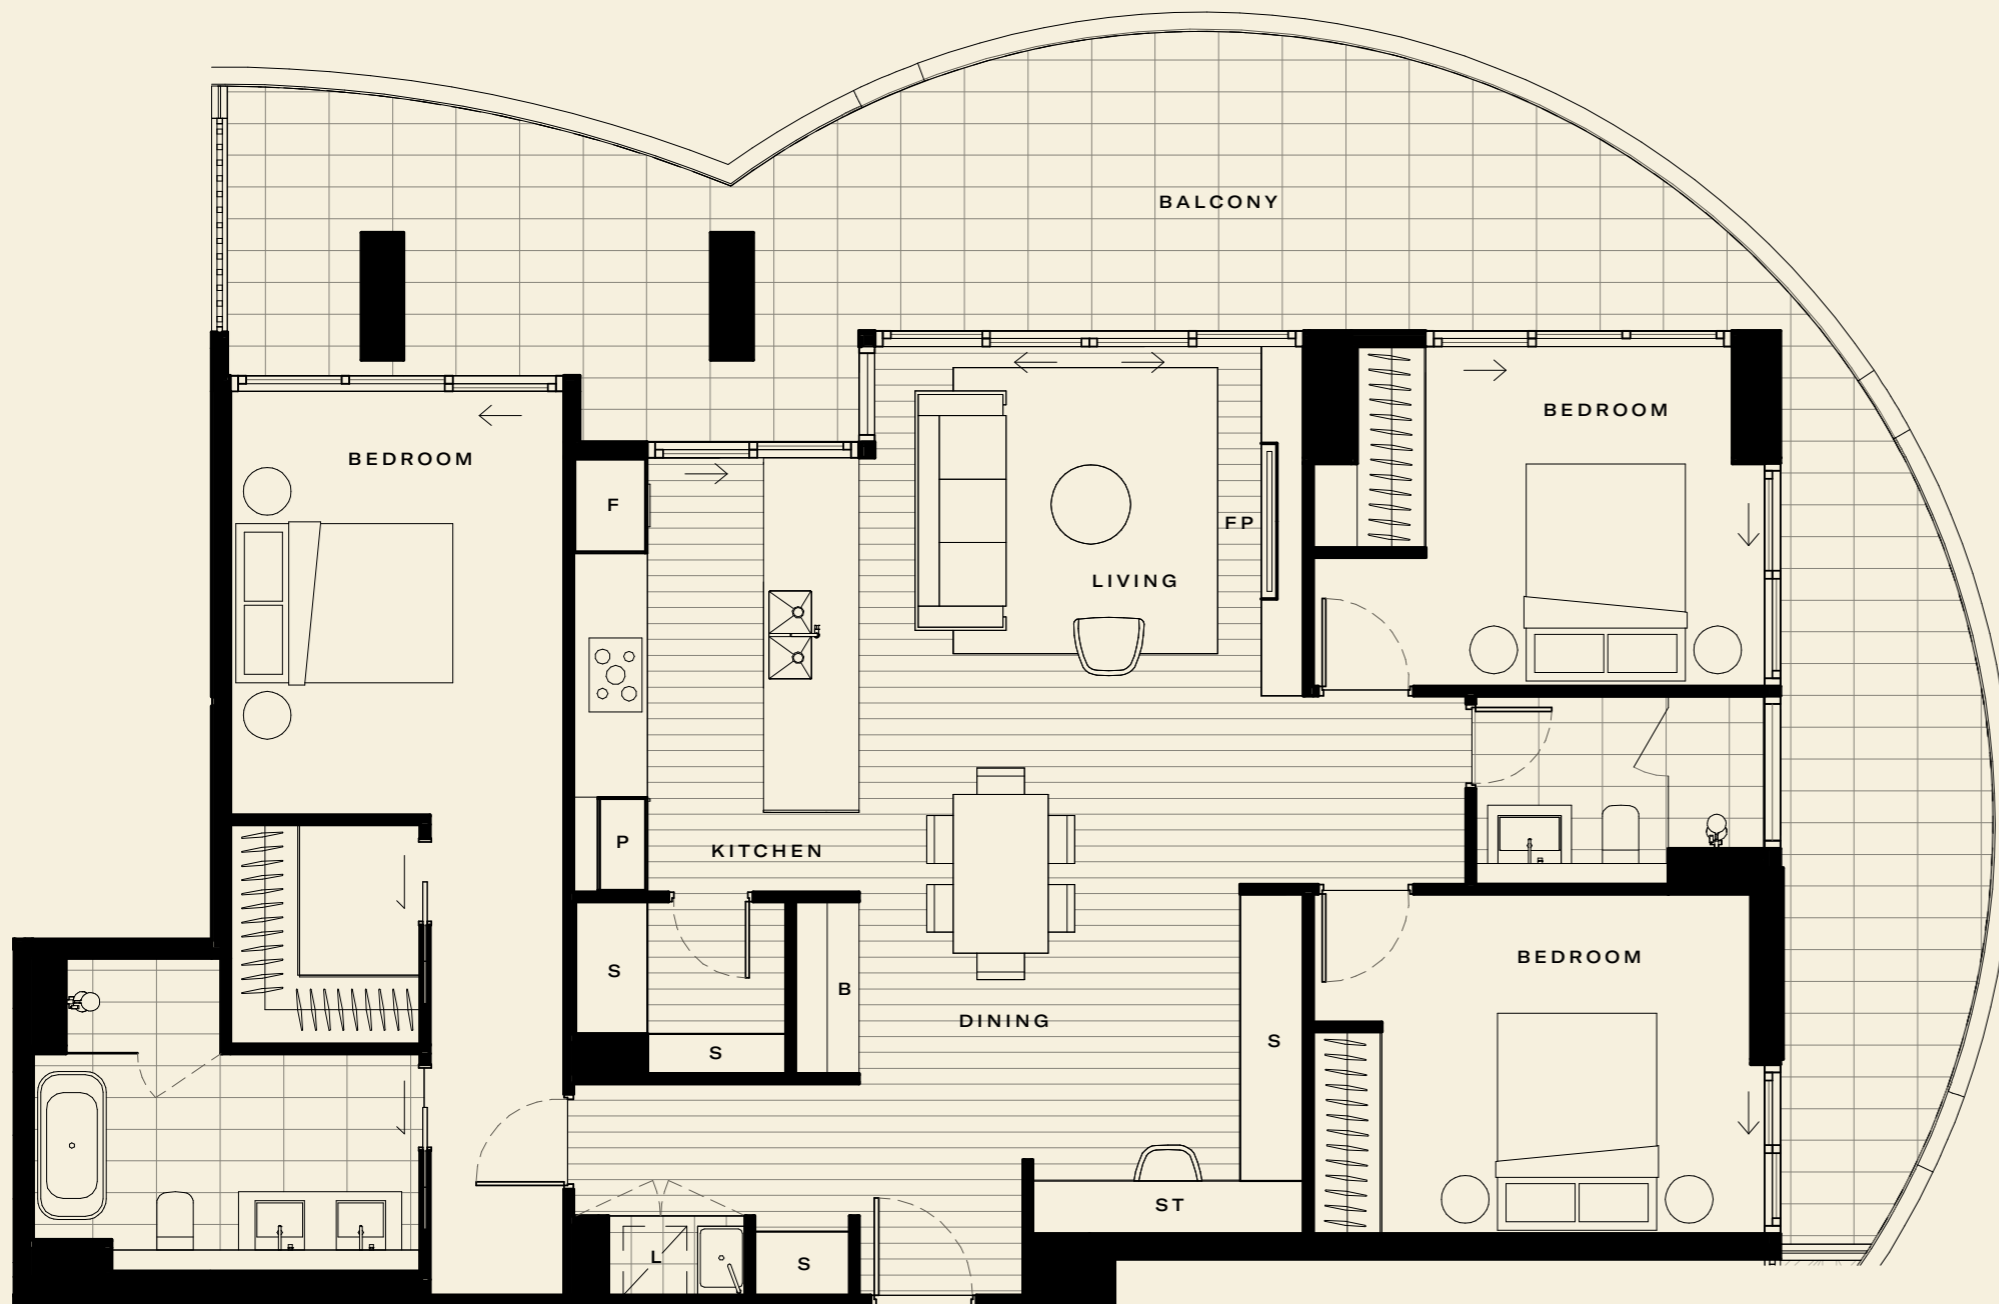 BALCONY
BEDROOM
BEDROOM
F
FP
LIVING
P
KITCHEN
BEDROOM
S
B
DINING
S
S
ST
L
S